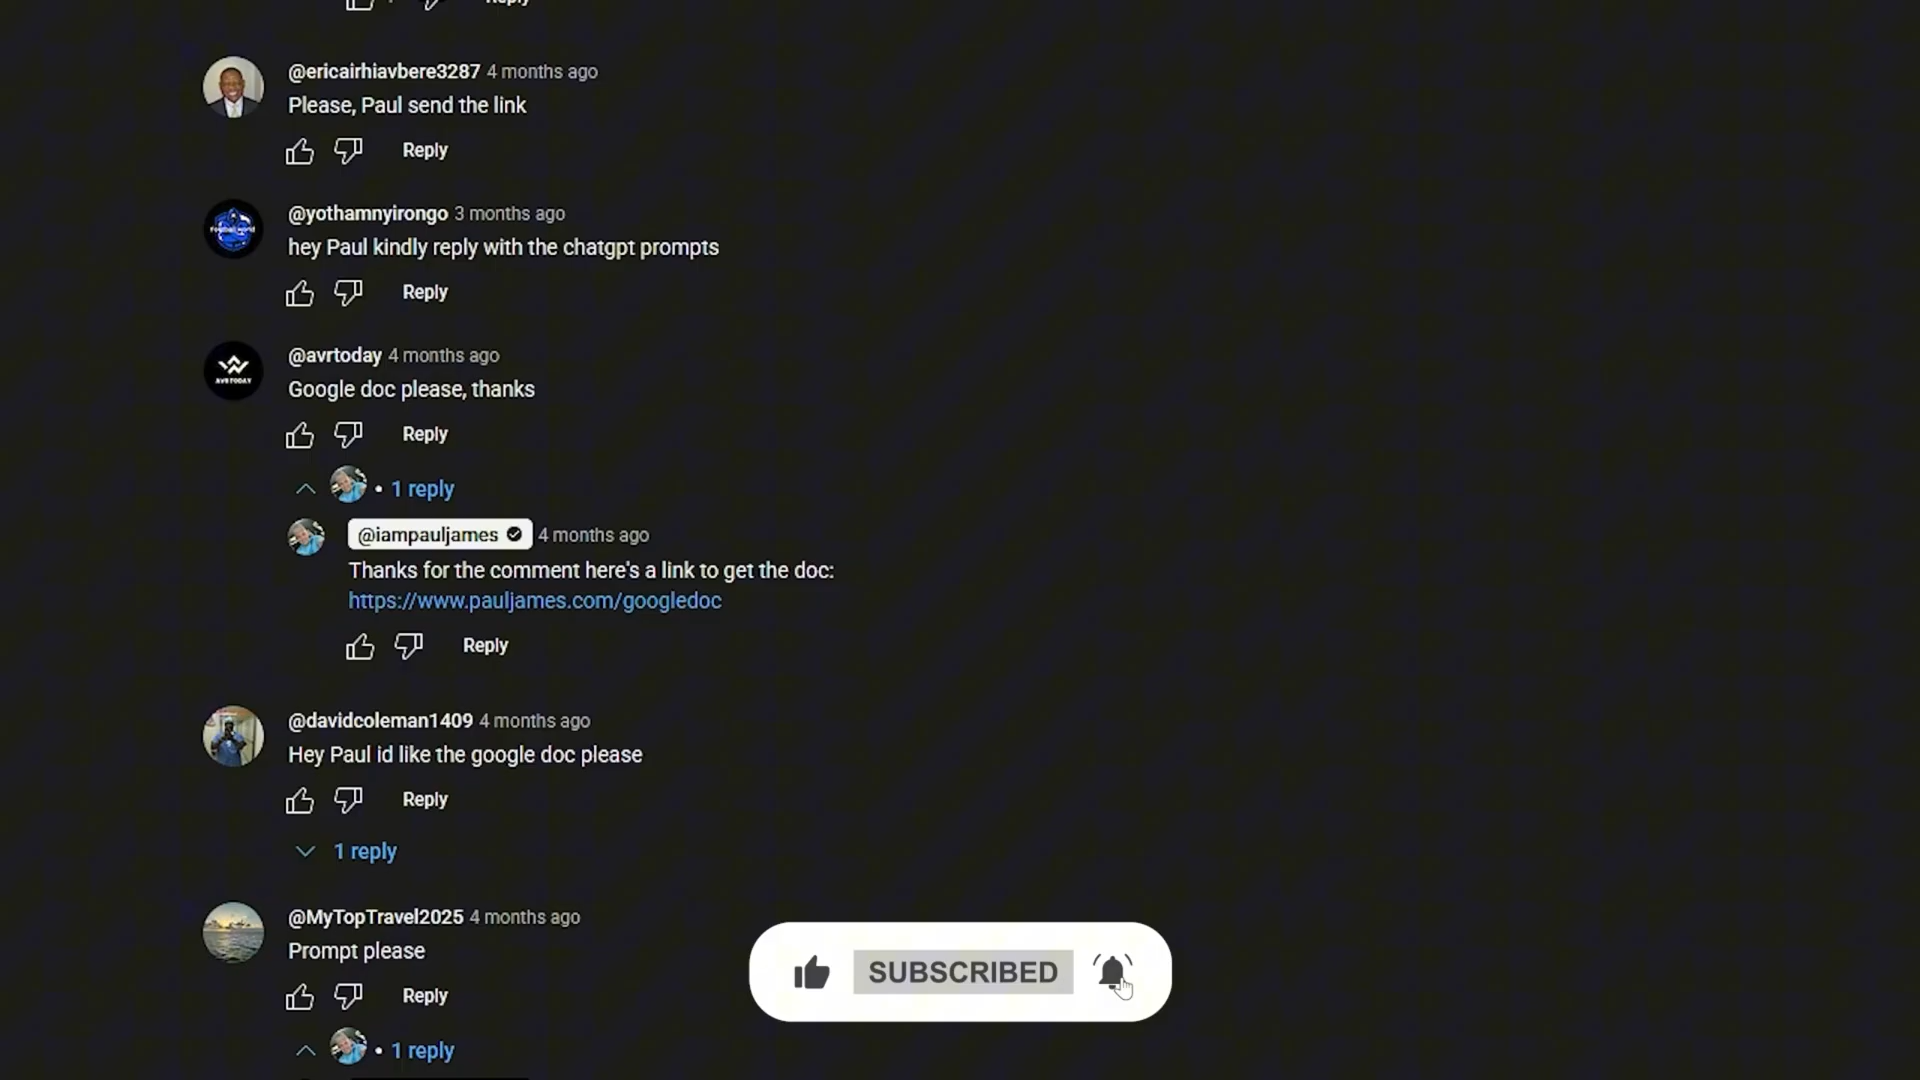 Reply
@ericairhiavbere3287 4 months ago
Please, Paul send the link
Reply
@yothamnyirongo 3 months ago
hey Paul kindly reply with the chatgpt prompts
Reply
@avrtoday 4 months ago
Google doc please, thanks
AVRTODAY
Reply
• 1 reply
@iampauljames 4 months ago
Thanks for the comment here's a link to get the doc:
https://www.pauljames.com/googledoc
Reply
@davidcoleman1409 4 months ago
Hey Paul id like the google doc please
Reply
1 reply
@MyTopTravel2025 4 months ago
Prompt please
Reply
SUBSCRIBED
• 1 reply